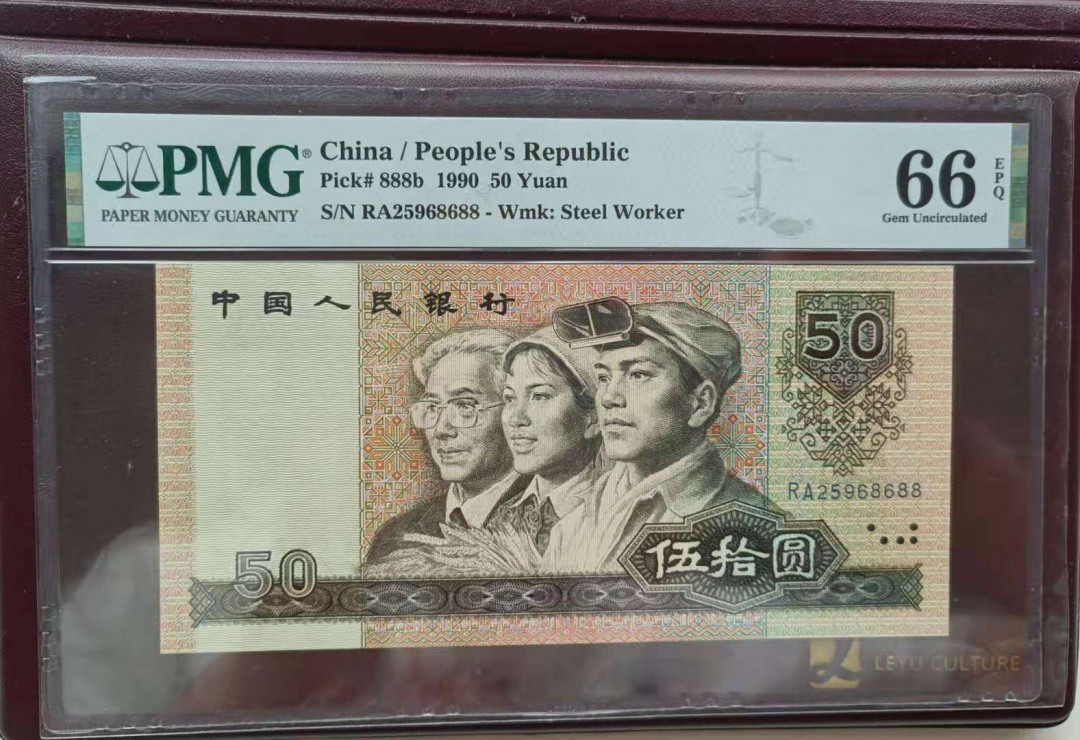 PMG® China / People's Republic
Pick# 888b 1990 50 Yuan
PAPER MONEY GUARANTY S/N RA25968688 - Wmk: Steel Worker
66 EPQ
Gem Uncirculated
中国人民银行
50
RA25968688
伍拾圆
50
LEYU CULTURE